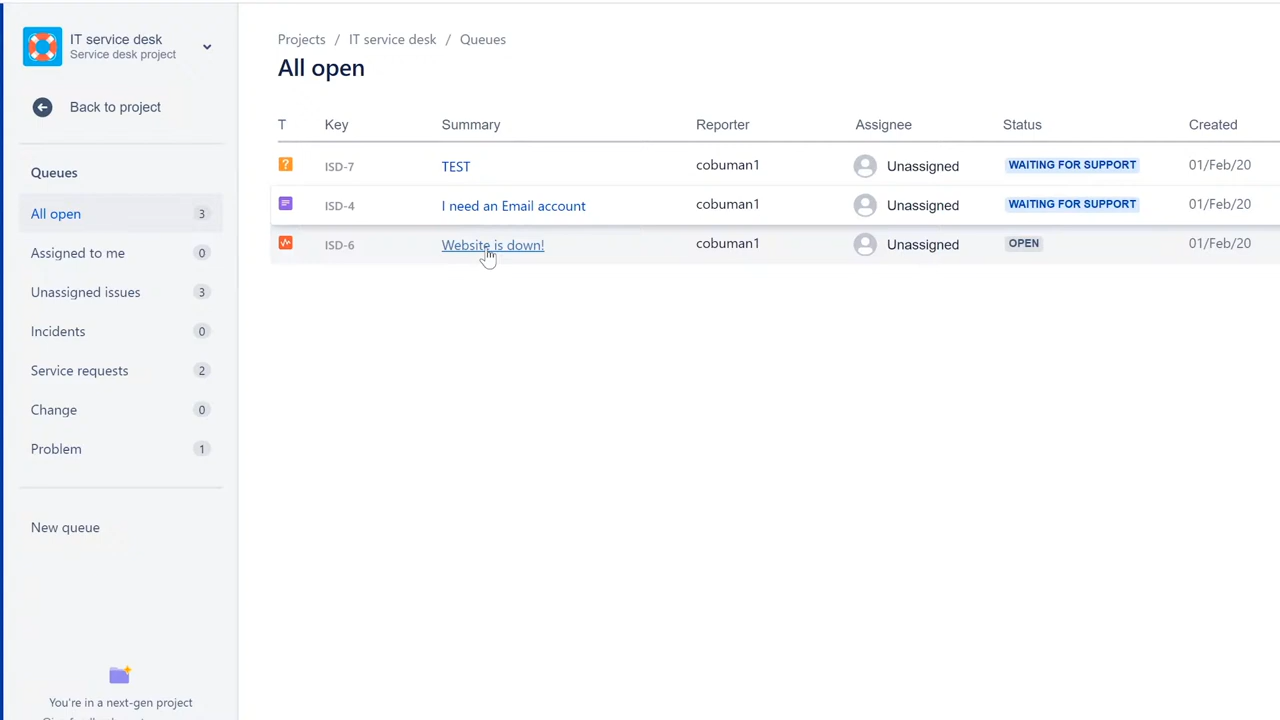 IT service desk
Service desk project
Back to project
Queues
All open 3
Assigned to me 0
Unassigned issues 3
Incidents 0
Service requests 2
Change 0
Problem 1
New queue
You're in a next-gen project
Projects / IT service desk / Queues
All open
T Key Summary Reporter Assignee Status Created
? ISD-7 TEST cobuman1 Unassigned WAITING FOR SUPPORT 01/Feb/20
ISD-4 I need an Email account cobuman1 Unassigned WAITING FOR SUPPORT 01/Feb/20
ISD-6 Website is down! cobuman1 Unassigned OPEN 01/Feb/20